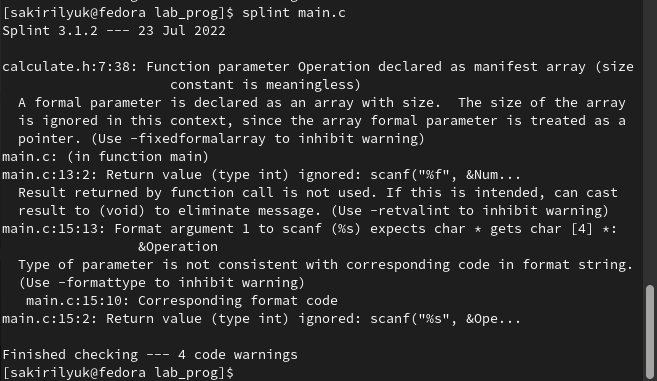 [sakirilyuk@fedora lab_prog]$ splint main.c
Splint 3.1.2 --- 23 Jul 2022
calculate.h:7:38: Function parameter Operation declared as manifest array (size
constant is meaningless)
A formal parameter is declared as an array with size.  The size of the array
is ignored in this context, since the array formal parameter is treated as a
pointer. (Use -fixedformalarray to inhibit warning)
main.c: (in function main)
main.c:13:2: Return value (type int) ignored: scanf("%f", &Num...
Result returned by function call is not used. If this is intended, can cast
result to (void) to eliminate message. (Use -retvalint to inhibit warning)
main.c:15:13: Format argument 1 to scanf (%s) expects char * gets char [4] *:
&Operation
Type of parameter is not consistent with corresponding code in format string.
(Use -formattype to inhibit warning)
main.c:15:10: Corresponding format code
main.c:15:2: Return value (type int) ignored: scanf("%s", &Ope...
Finished checking --- 4 code warnings
[sakirilyuk@fedora lab_prog]$